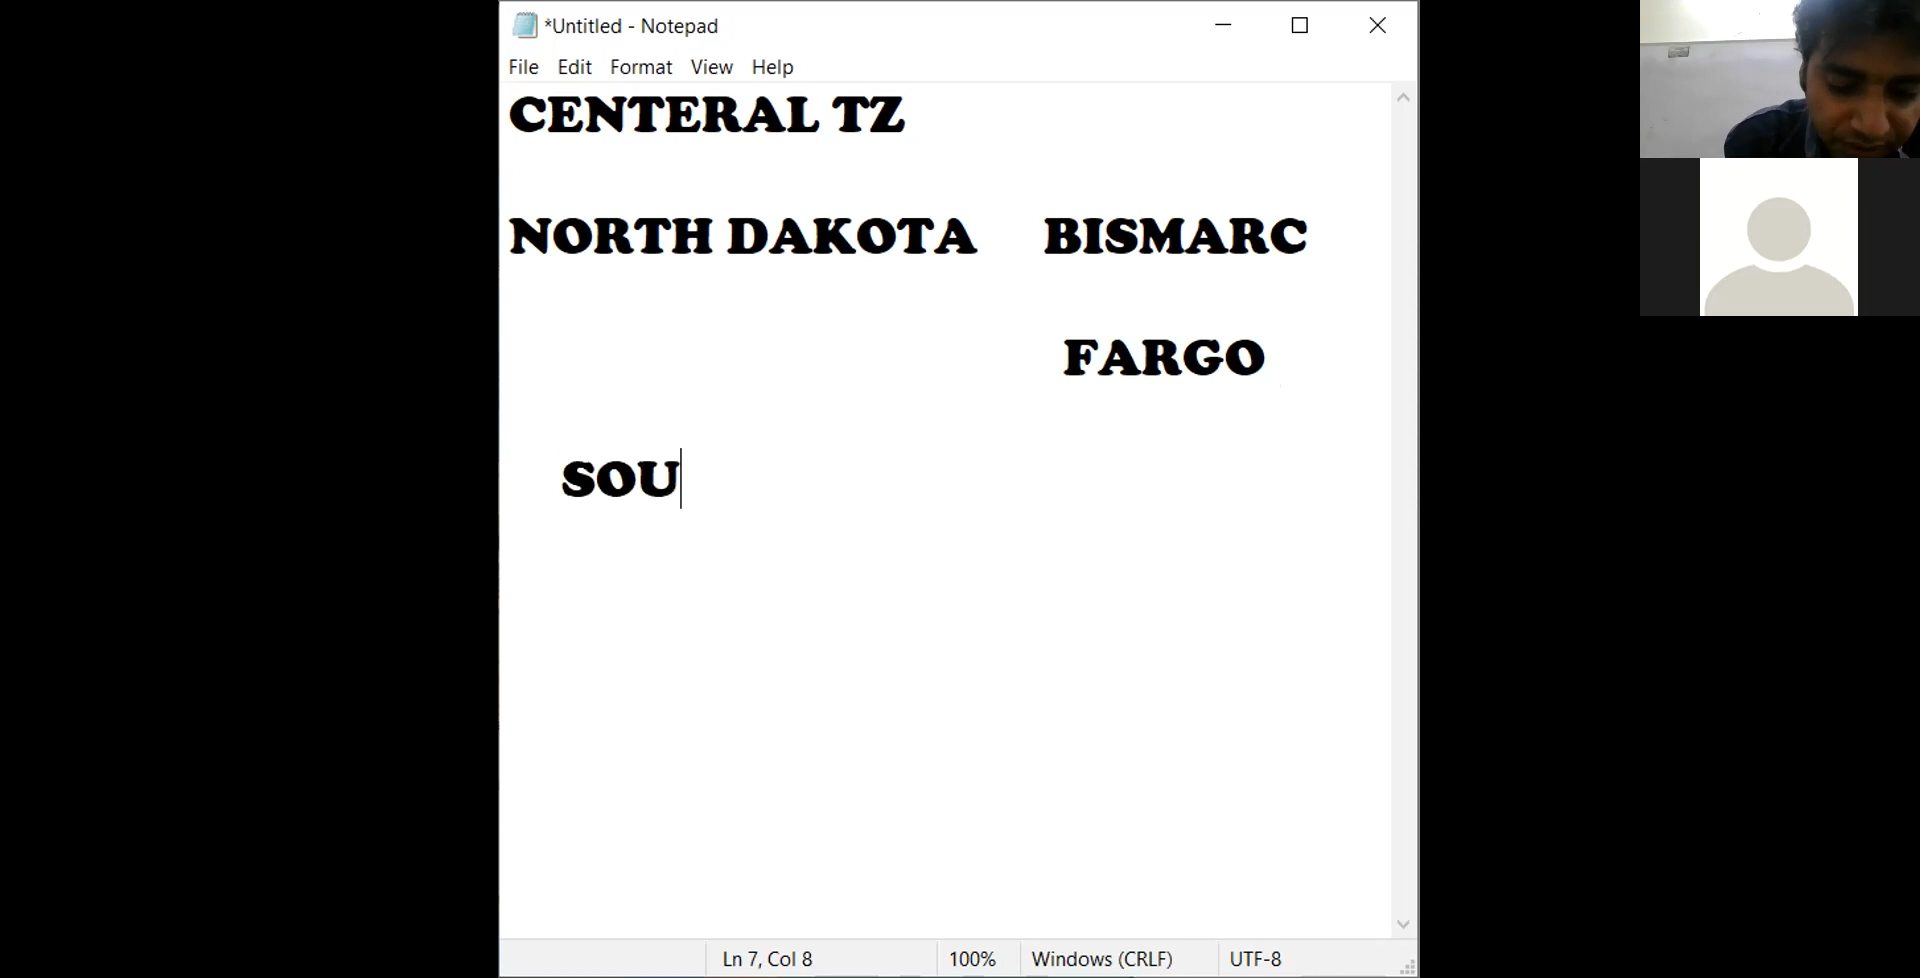 *Untitled - Notepad
File Edit Format View Help
CENTERAL TZ
NORTH DAKOTA BISMARC
FARGO
SOU
Ln 7, Col 8 100% Windows (CRLF) UTF-8